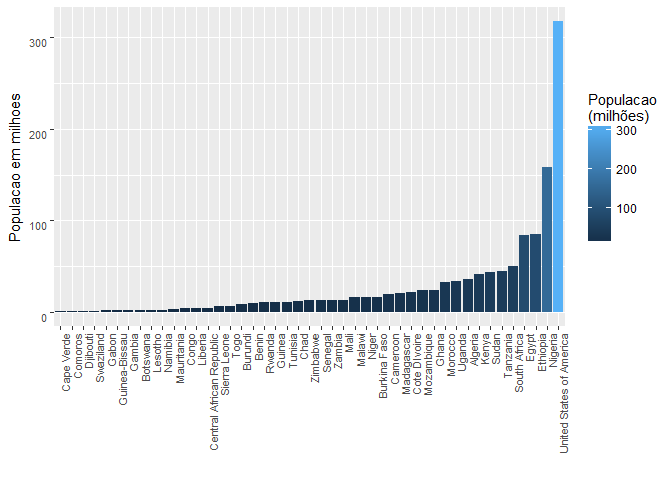 Populacao em milhoes
300
200
100
0
Cape Verde
Comoros
Djibouti
Swaziland
Gabon
Guinea-Bissau
Gambia
Botswana
Lesotho
Namibia
Mauritania
Congo
Liberia
Central African Republic
Sierra Leone
Togo
Burundi
Benin
Rwanda
Guinea
Tunisia
Chad
Zimbabwe
Senegal
Zambia
Mali
Malawi
Niger
Burkina Faso
Cameroon
Madagascar
Cote DIvoire
Mozambique
Ghana
Morocco
Uganda
Algeria
Kenya
Sudan
Tanzania
South Africa
Egypt
Ethiopia
Nigeria
United States of America
Populacao
(milhões)
300
200
100